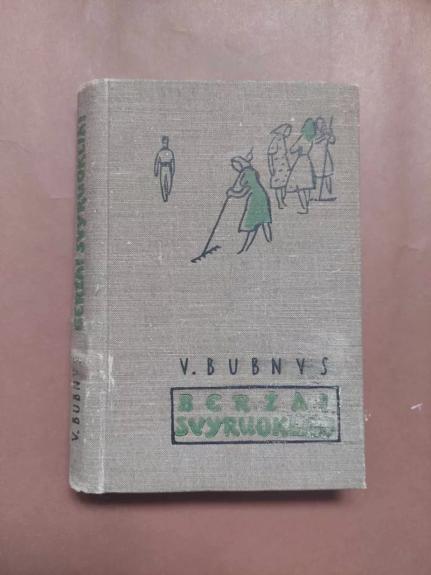 V. BUBNYS
BERŽAI
SVYRUOKLIAI
V. BUBNYS
BERŽAI SVYRUOKLIAI